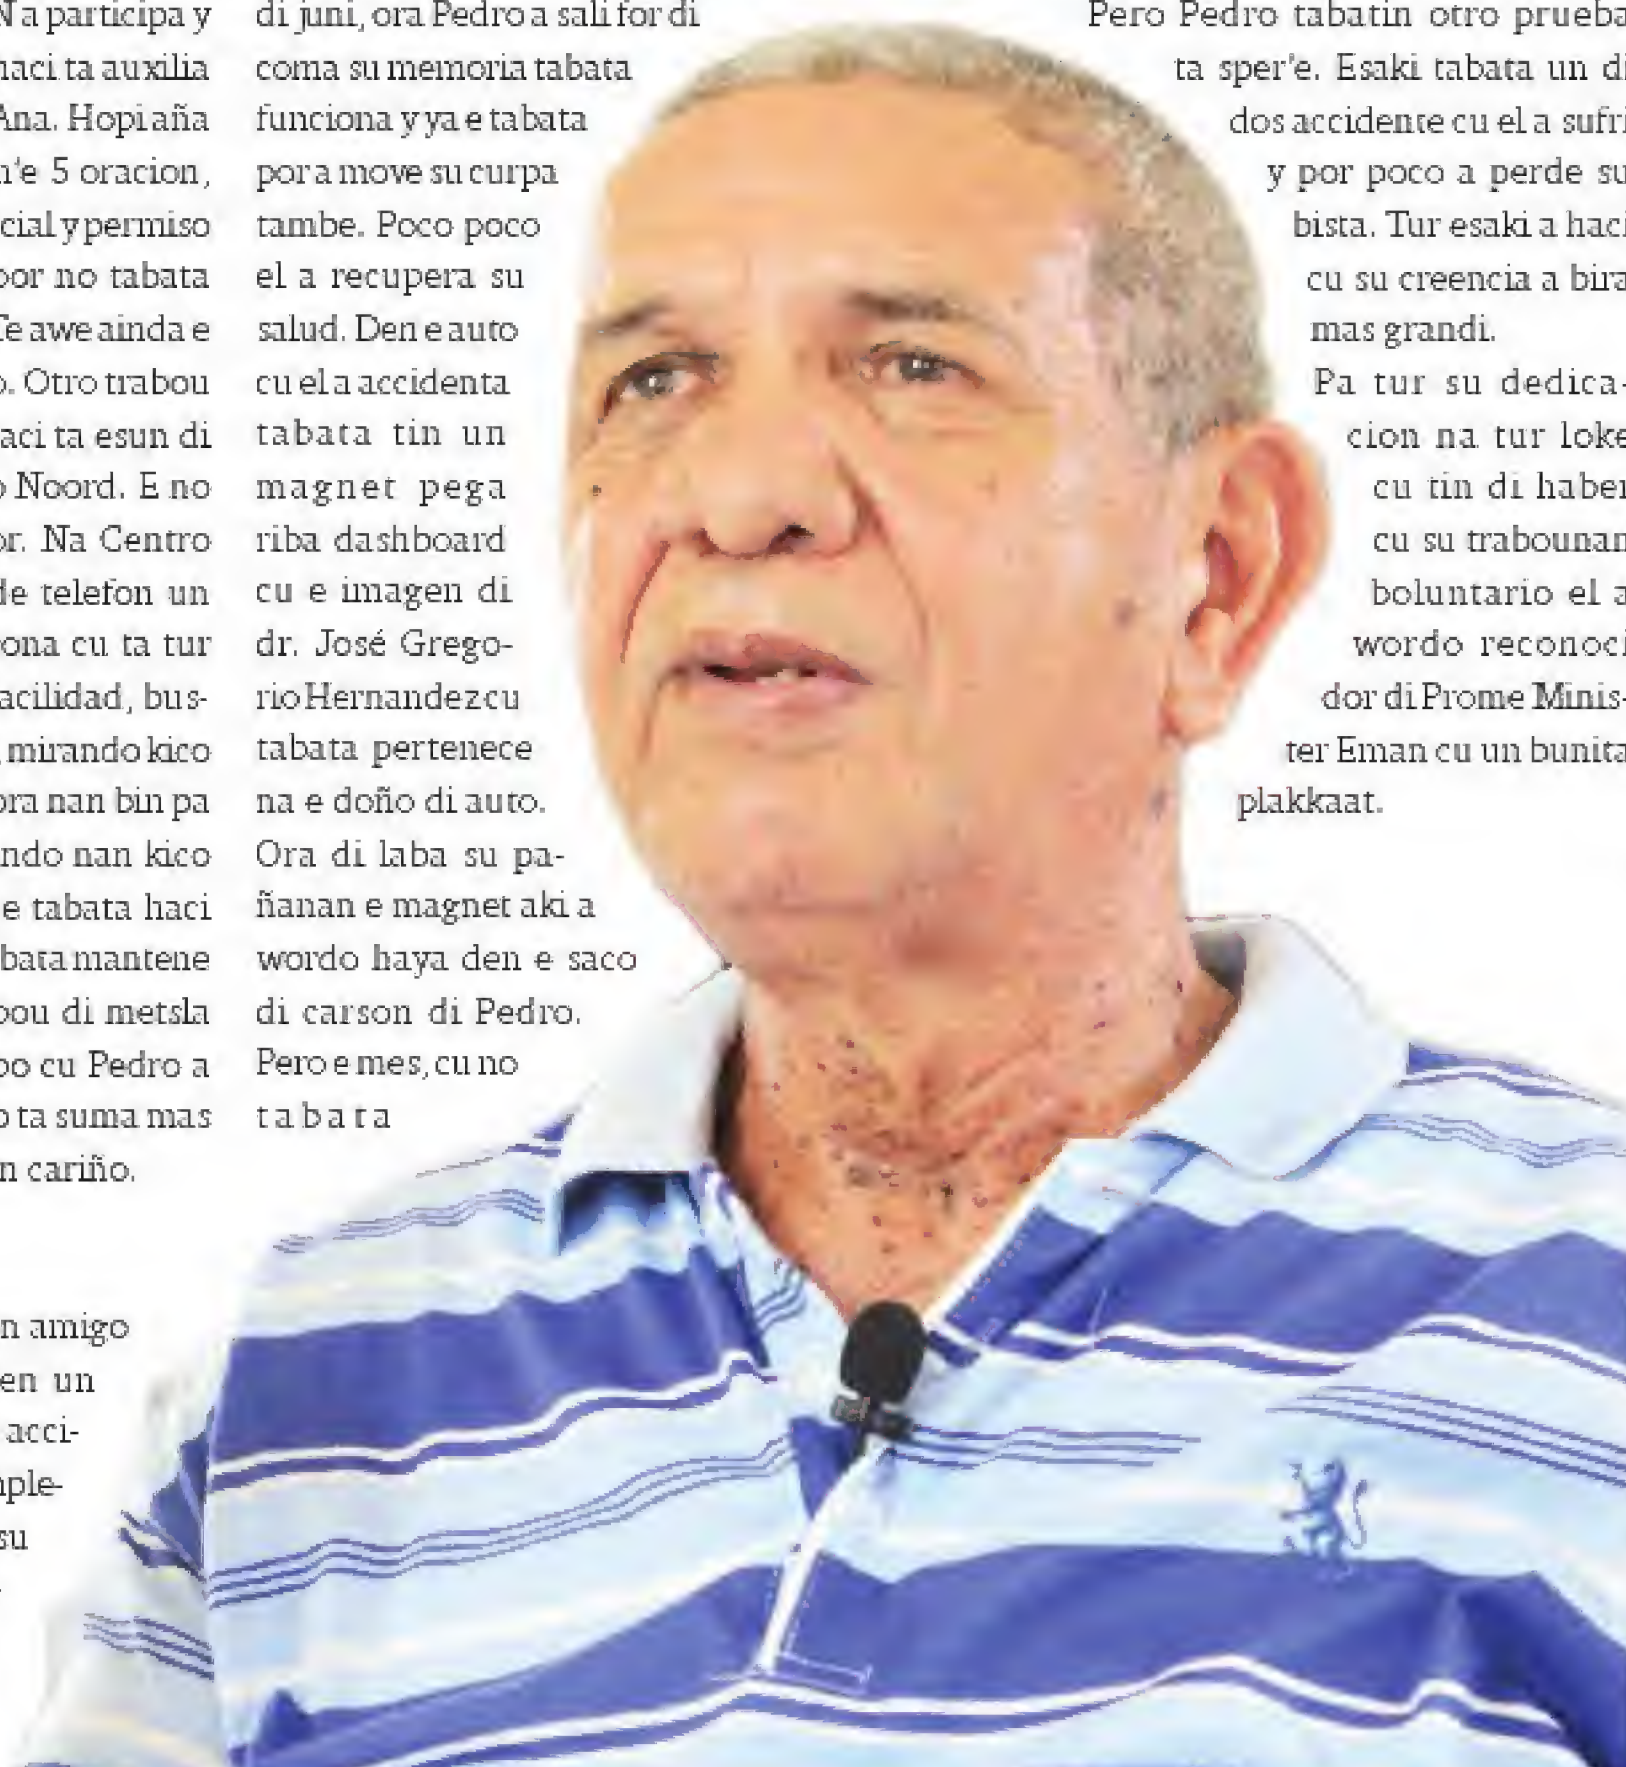 a participa y
haci ta auxilia
Ana. Hopi aña
5 oracion,
cial y permiso
por no tabata
Te awe ainda e
o. Otro trabou
aci ta esun di
Noord. E no
or. Na Centro
de telefon un
ona cu ta tur
acilidad, bus-
, mirando kico
ora nan bin pa
ndo nan kico
e tabata haci
bata mantene
ou di metsla
po cu Pedro a
o ta suma mas
n cariño.
n amigo
en un
acci-
mple-
su
di juni, ora Pedro a sali for di
coma su memoria tabata
funciona y ya e tabata
por a move su curpa
tambe. Poco poco
el a recupera su
salud. Den e auto
cu el a accidenta
tabata tin un
magnet pega
riba dashboard
cu e imagen di
dr. José Grego-
rio Hernandez cu
tabata pertenece
na e doño di auto.
Ora di laba su pa-
ñanan e magnet aki a
wordo haya den e saco
di carson di Pedro.
Pero e mes, cu no
tabata
Pero Pedro tabatin otro prueba
ta sper'e. Esaki tabata un di
dos accidente cu el a sufri
y por poco a perde su
bista. Tur esaki a haci
cu su creencia a bira
mas grandi.
Pa tur su dedica-
cion na tur loke
cu tin di haber
cu su trabounan
boluntario el a
wordo reconoci
dor di Prome Minis-
ter Eman cu un bunita
plakkaat.